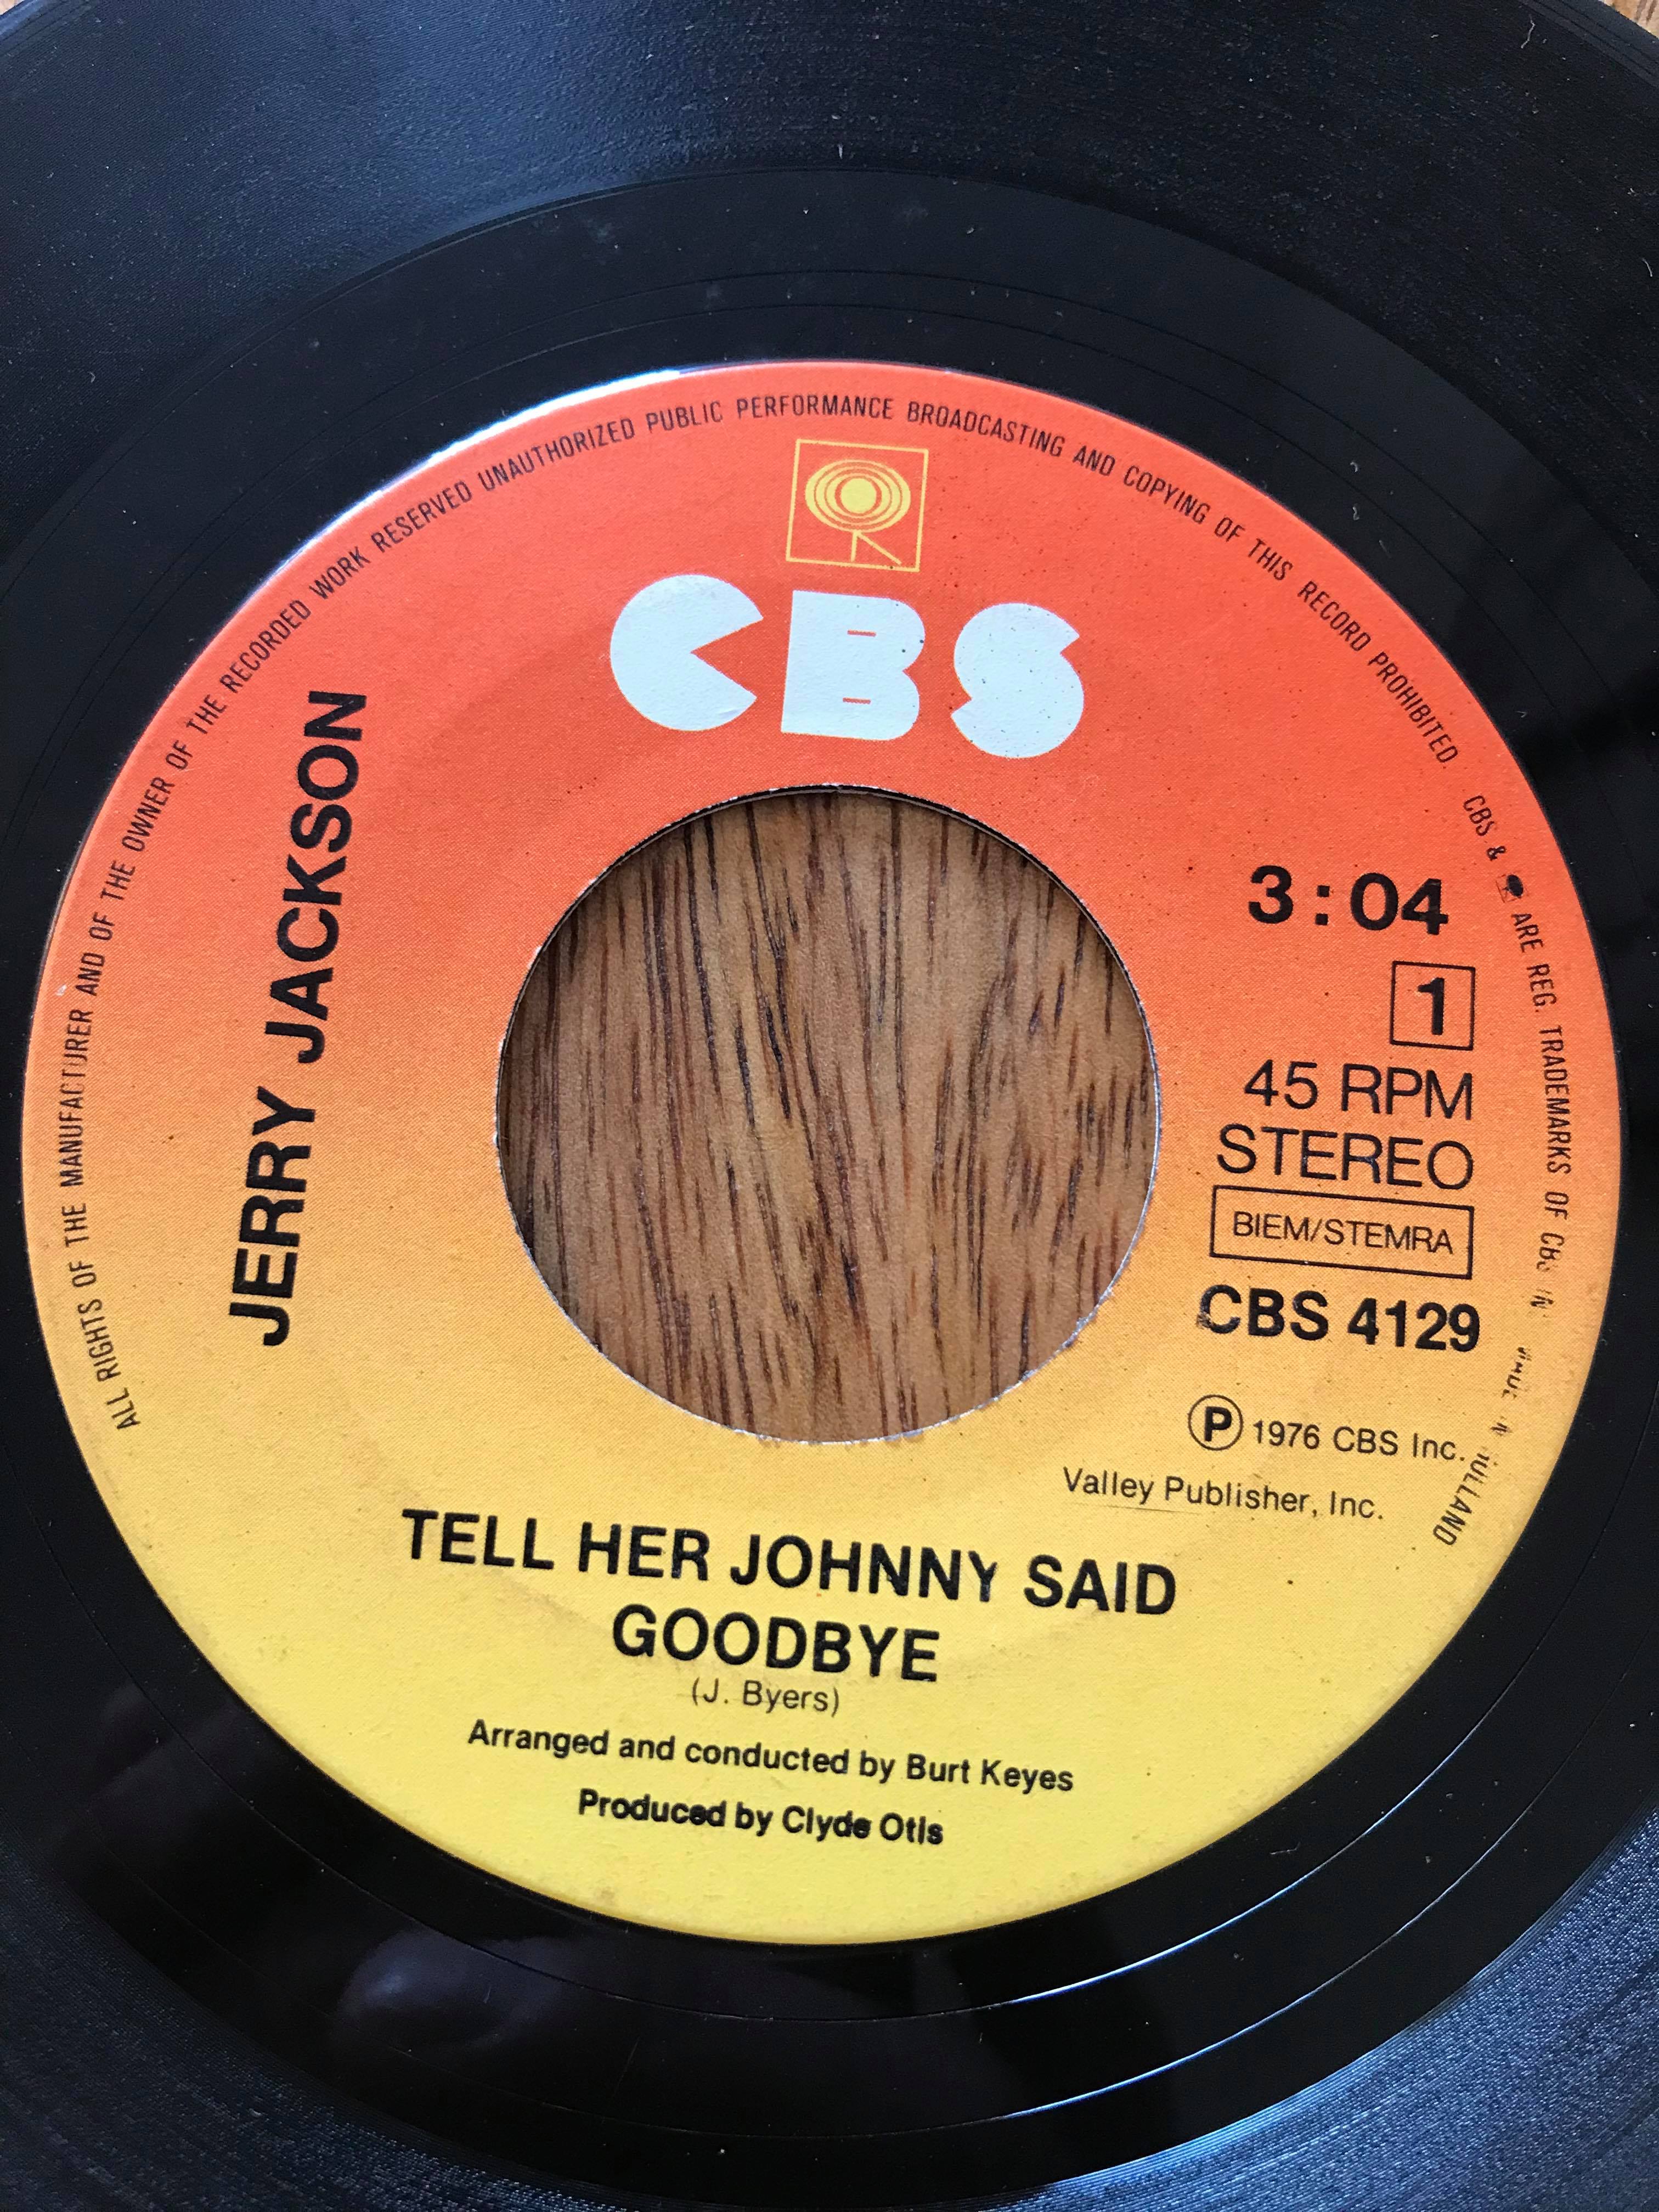 ALL RIGHTS OF THE MANUFACTURER AND OF THE OWNER OF THE RECORDED WORK RESERVED UNAUTHORIZED PUBLIC PERFORMANCE BROADCASTING AND COPYING OF THIS RECORD PROHIBITED.
CBS & ARE REG. TRADEMARKS OF CBS
CBS
JERRY JACKSON
3:04
1
45 RPM
STEREO
BIEM/STEMRA
CBS 4129
Ⓟ 1976 CBS Inc.
Valley Publisher, Inc.
TELL HER JOHNNY SAID
GOODBYE
(J. Byers)
Arranged and conducted by Burt Keyes
Produced by Clyde Otis